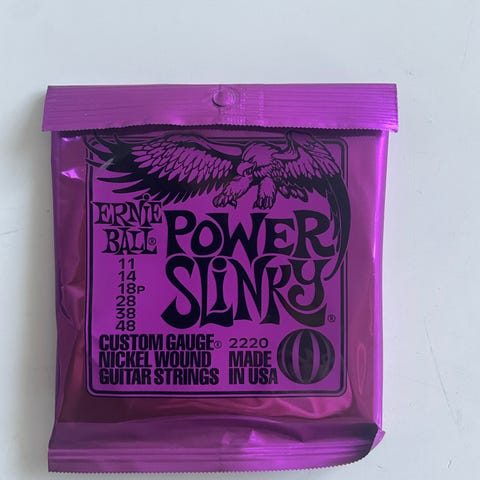 ERNIE
BALL®
POWER
SLINKY®
11
14
18P
28
38
48
CUSTOM GAUGE® 2220
NICKEL WOUND MADE
GUITAR STRINGS IN USA